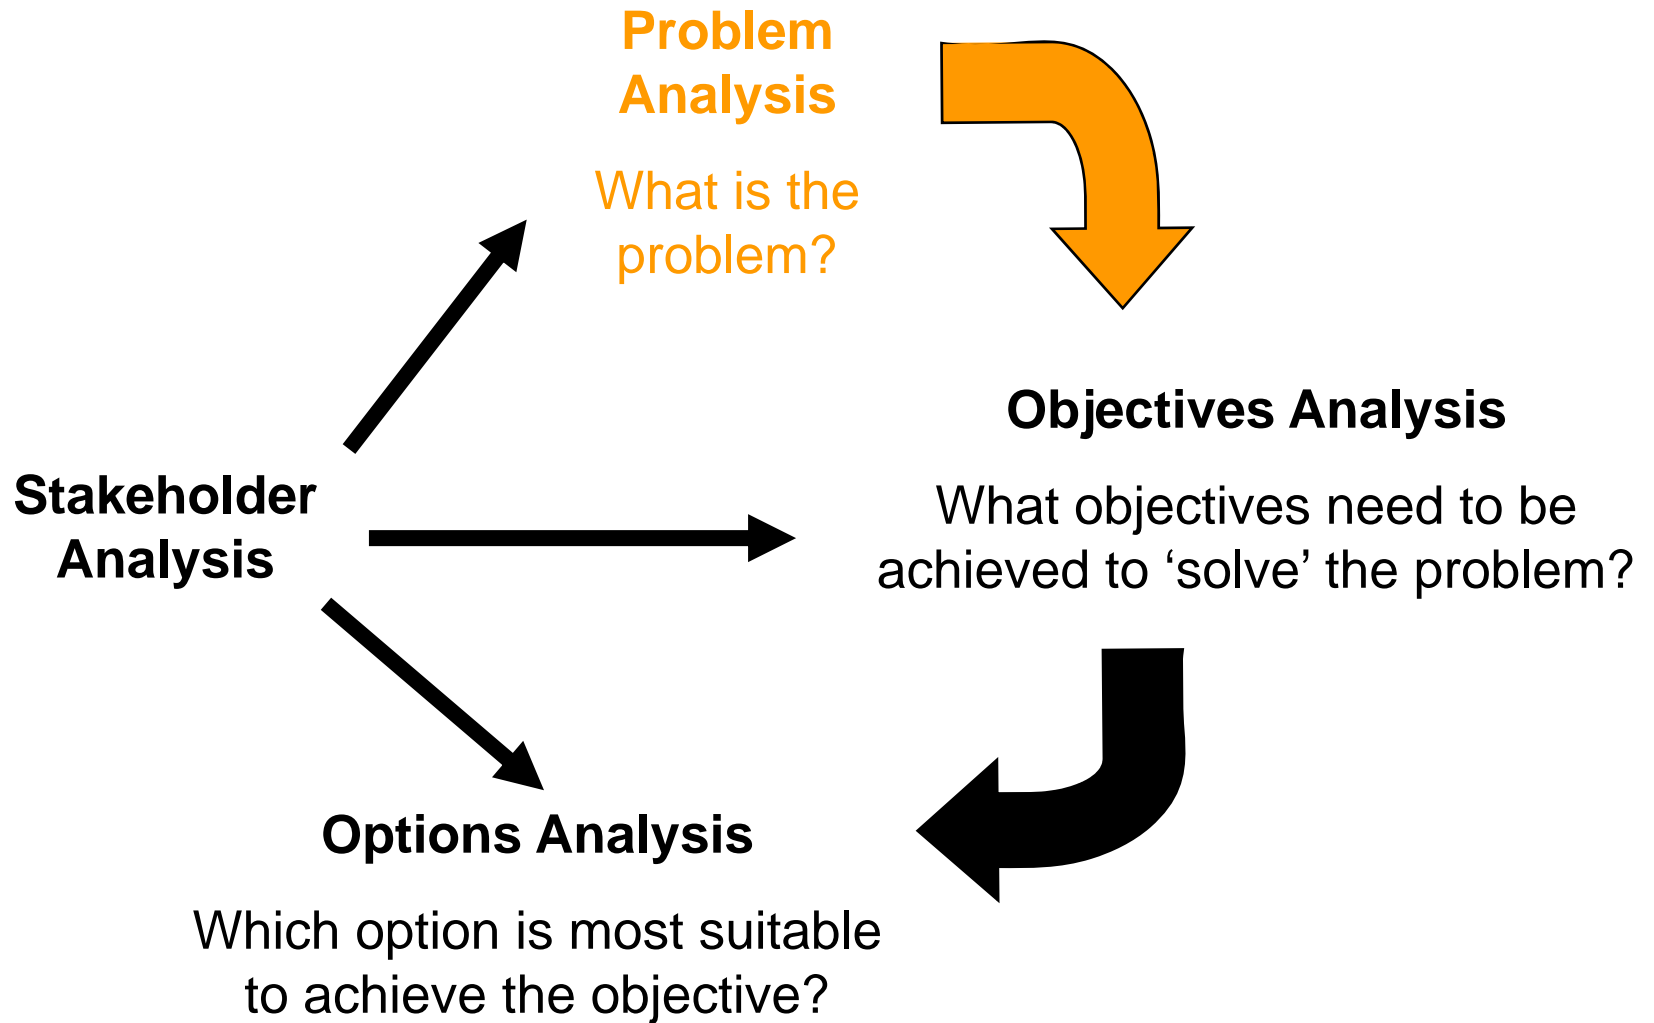 Problem
Analysis
What is the
problem?
Objectives Analysis
What objectives need to be
achieved to ‘solve’ the problem?
Stakeholder
Analysis
Options Analysis
Which option is most suitable
to achieve the objective?